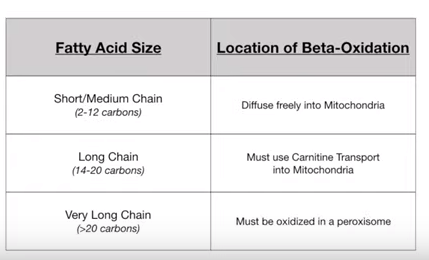 Fatty Acid Size
Location of Beta-Oxidation
Short/Medium Chain
(2-12 carbons)
Diffuse freely into Mitochondria
Long Chain
(14-20 carbons)
Must use Carnitine Transport
into Mitochondria
Very Long Chain
(>20 carbons)
Must be oxidized in a peroxisome